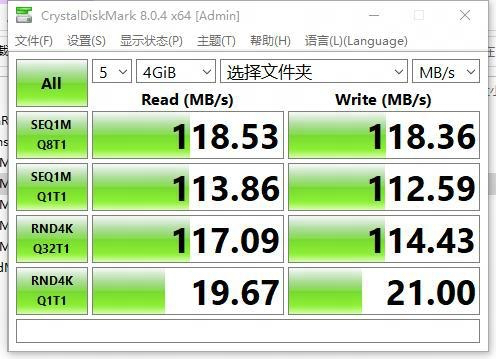 CrystalDiskMark 8.0.4 x64 [Admin]
文件(F) 设置(S) 显示状态(P) 主题(T) 帮助(H) 语言(L)(Language)
All 5 4GiB 选择文件夹 MB/s
Read (MB/s) Write (MB/s)
SEQ1M
Q8T1
118.53 118.36
SEQ1M
Q1T1
113.86 112.59
RND4K
Q32T1
117.09 114.43
RND4K
Q1T1
19.67 21.00